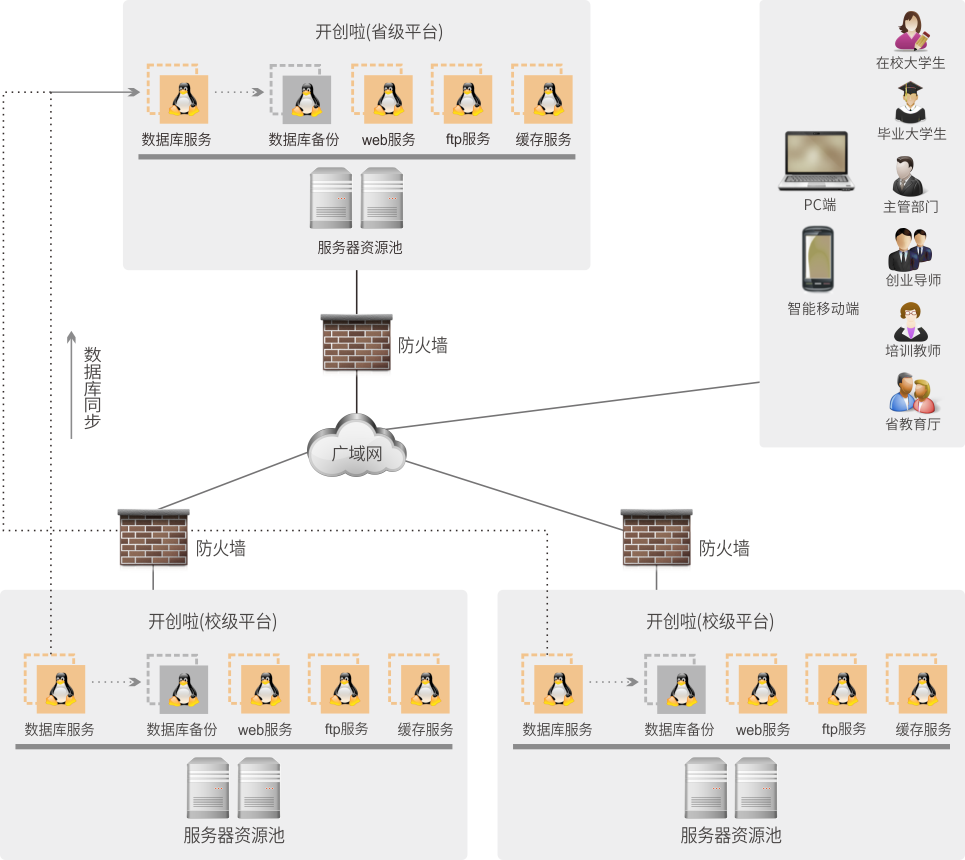 开创啦(省级平台)
数据库服务
数据库备份
web服务
ftp服务
缓存服务
服务器资源池
在校大学生
毕业大学生
PC端
主管部门
创业导师
智能移动端
培训教师
省教育厅
防火墙
数据库同步
广域网
防火墙
防火墙
开创啦(校级平台)
数据库服务
数据库备份
web服务
ftp服务
缓存服务
服务器资源池
开创啦(校级平台)
数据库服务
数据库备份
web服务
ftp服务
缓存服务
服务器资源池